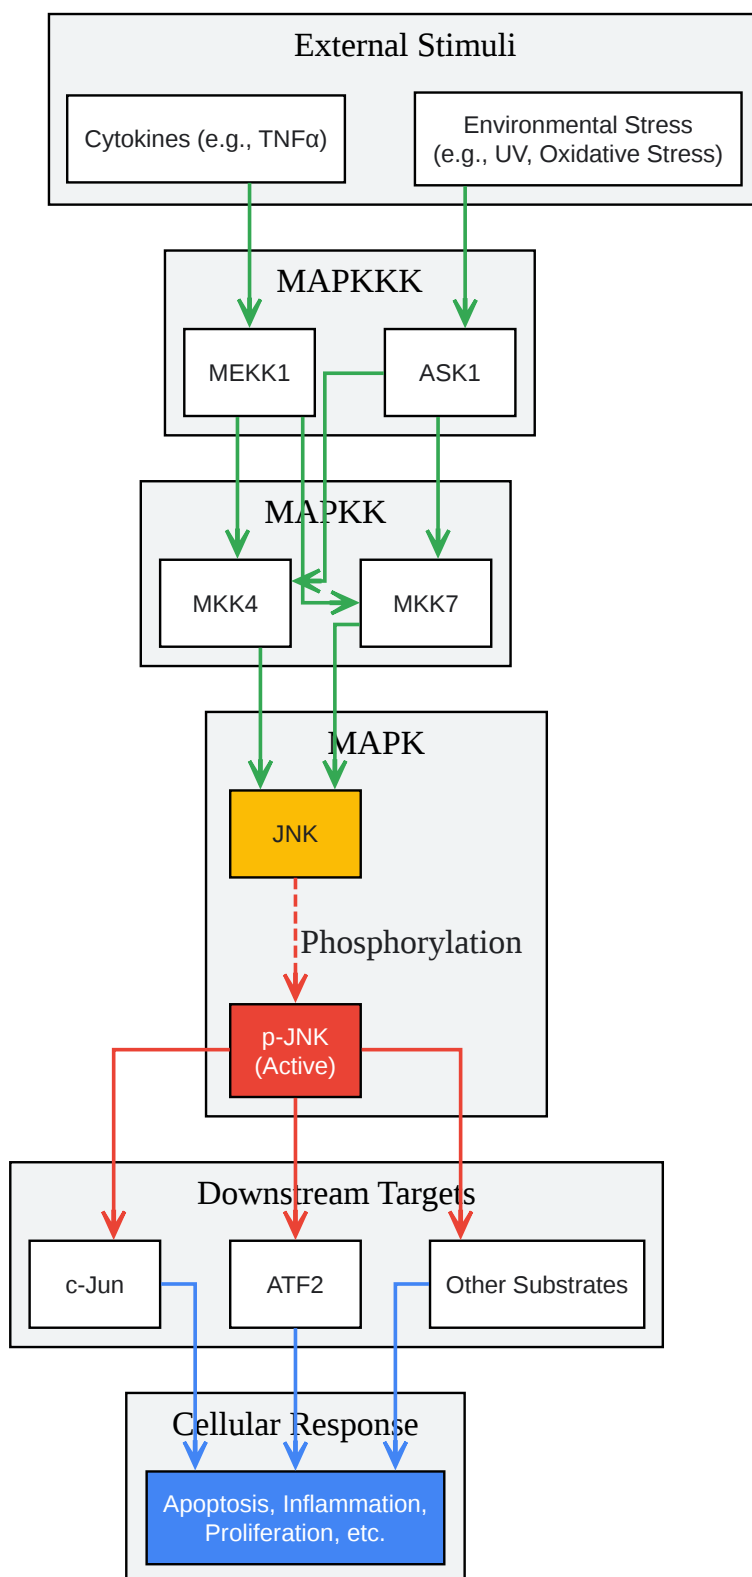 External Stimuli
Cytokines (e.g., TNFα)
Environmental Stress
(e.g., UV, Oxidative Stress)
MAPKKK
MEKK1
ASK1
MAPKK
MKK4
MKK7
MAPK
JNK
Phosphorylation
p-JNK
(Active)
Downstream Targets
c-Jun
ATF2
Other Substrates
Cellular Response
Apoptosis, Inflammation,
Proliferation, etc.